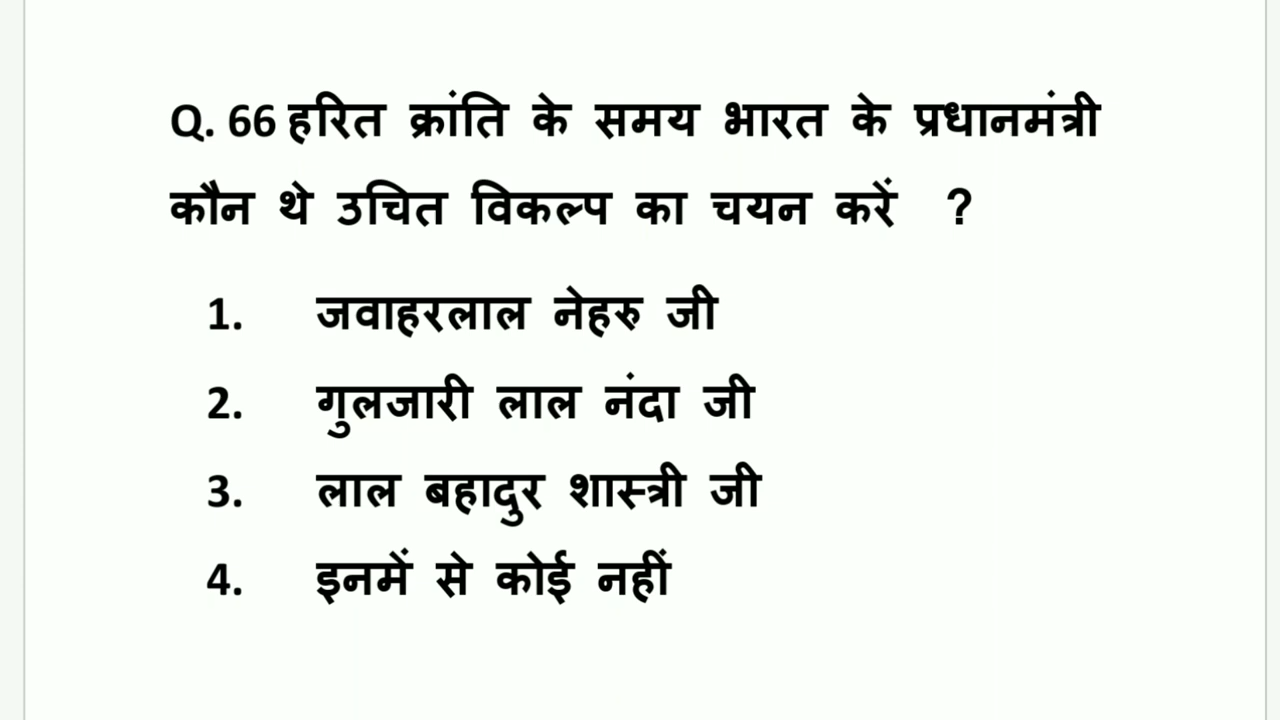 Q. 66 हरित क्रांति के समय भारत के प्रधानमंत्री
कौन थे उचित विकल्प का चयन करें ?
1. जवाहरलाल नेहरु जी
2. गुलजारी लाल नंदा जी
3. लाल बहादुर शास्त्री जी
4. इनमें से कोई नहीं